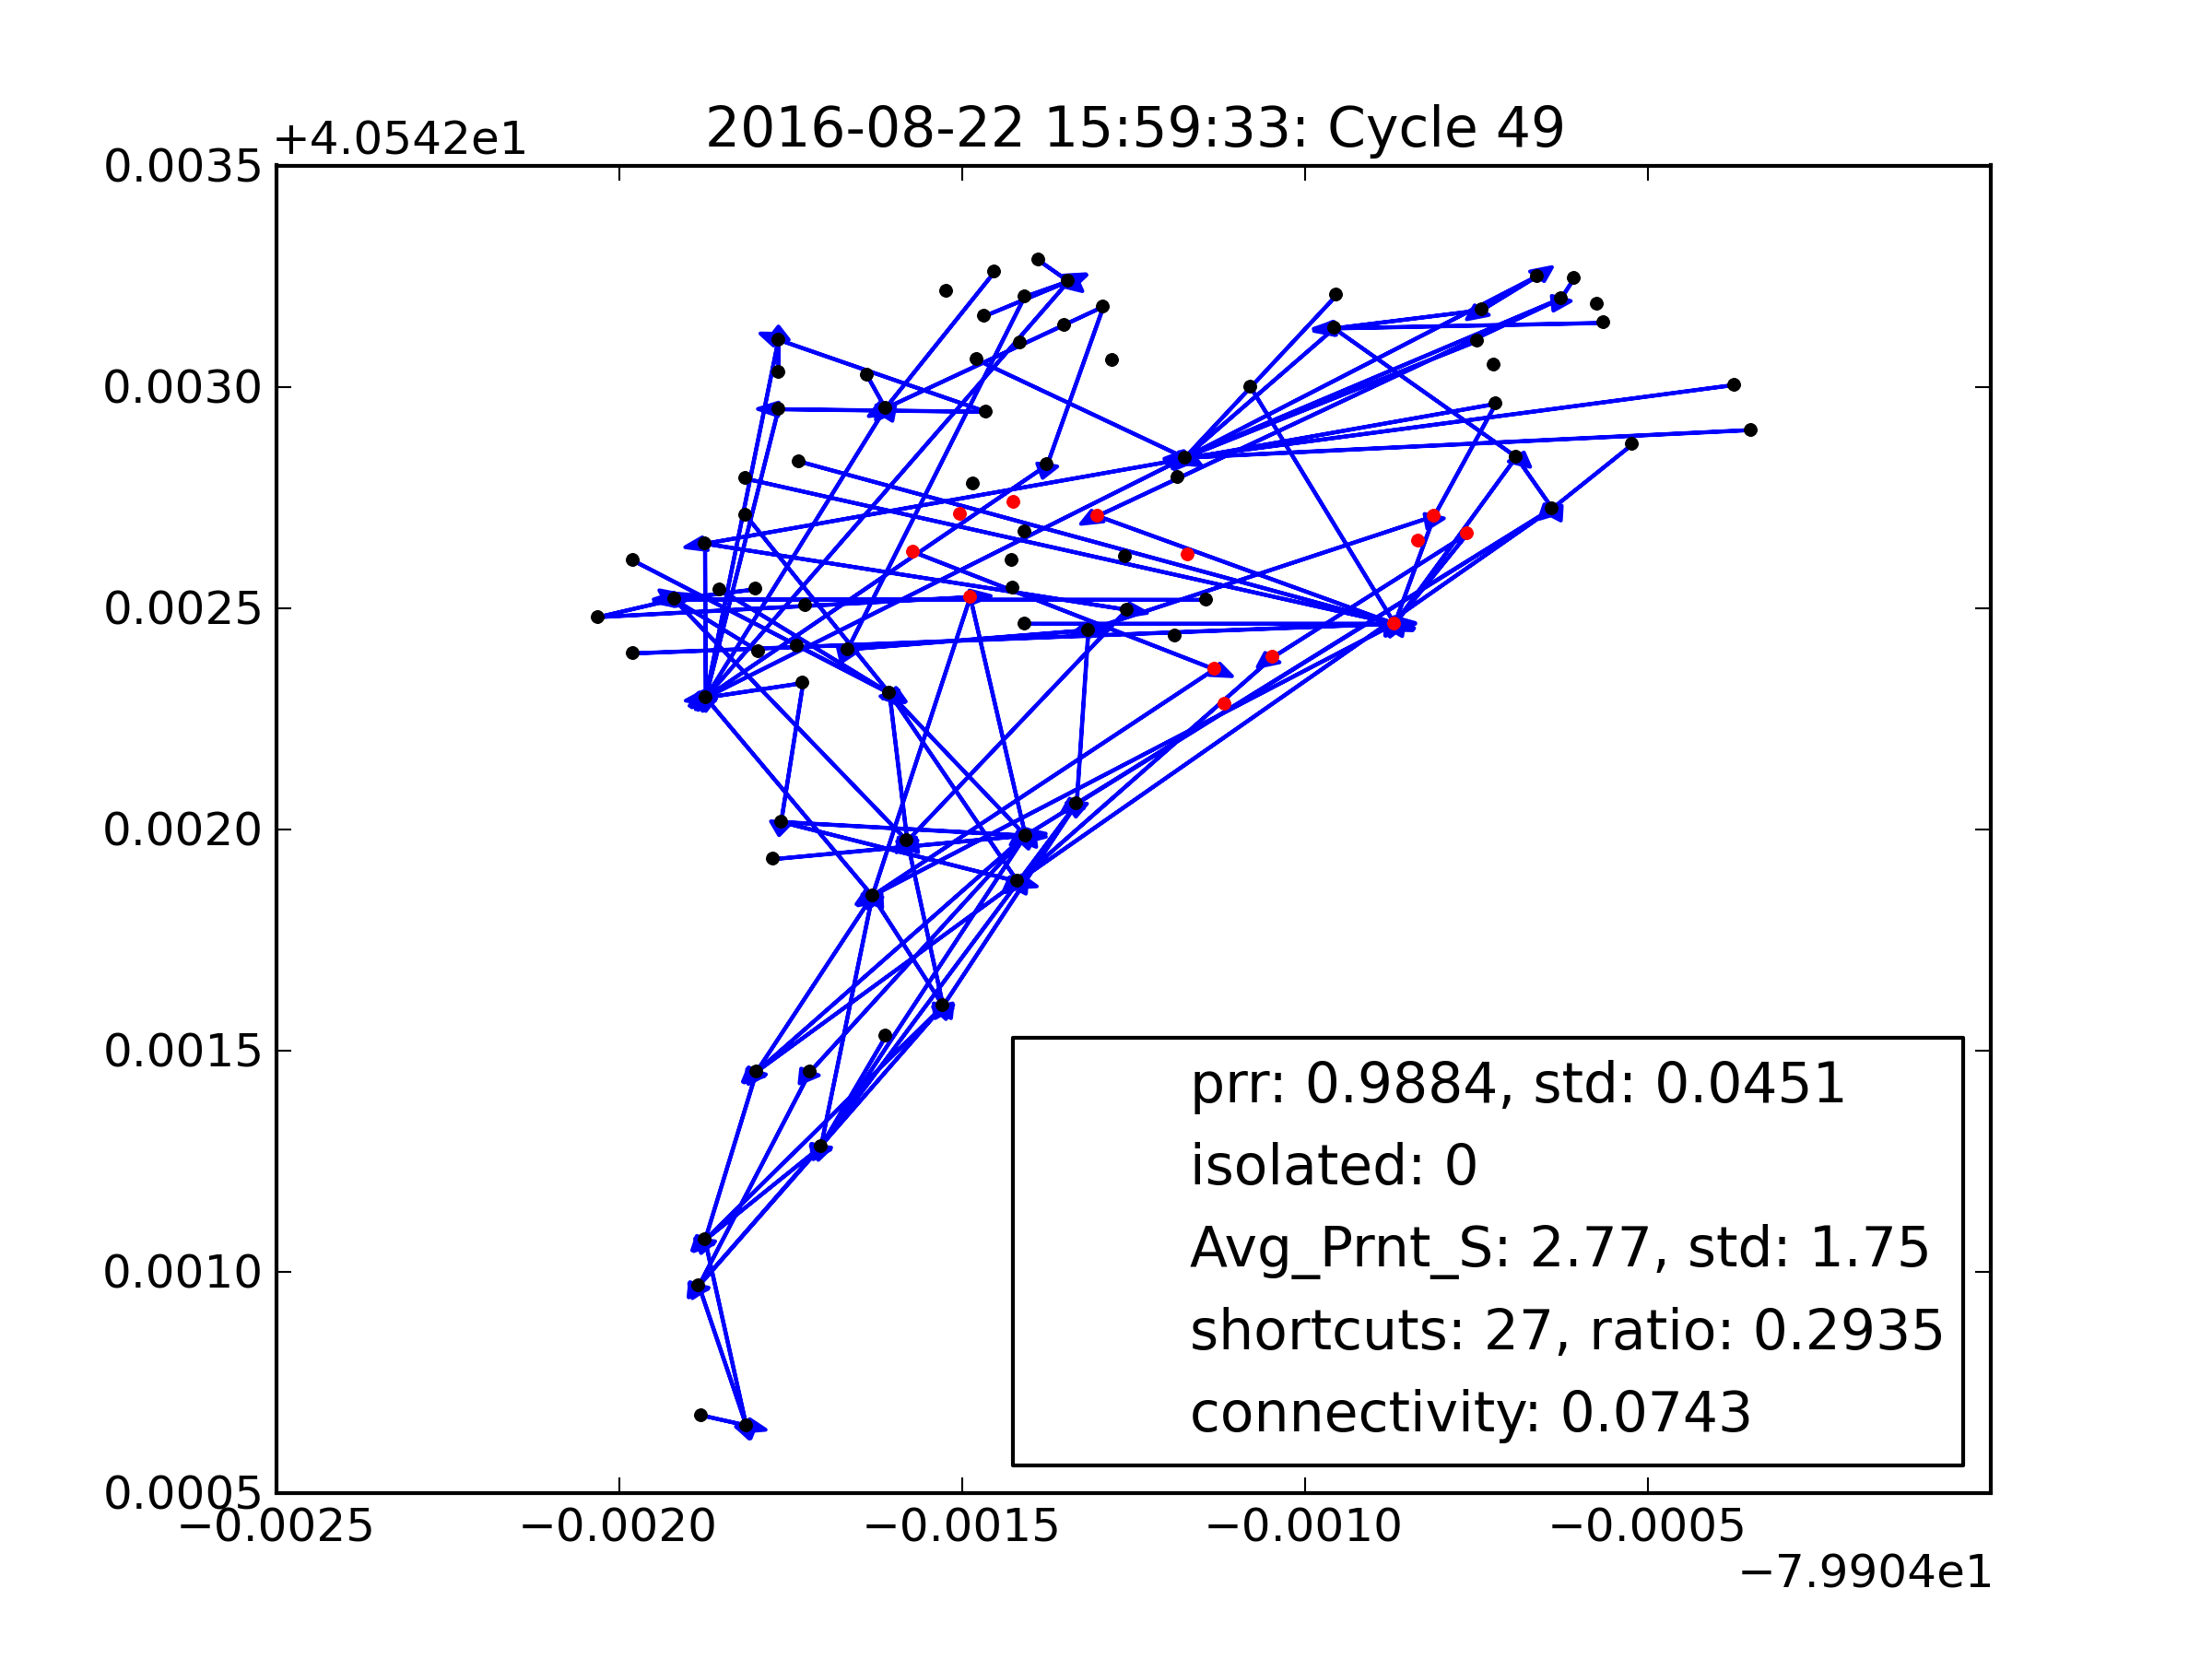 2016-08-22 15:59:33: Cycle 49
+4.0542e1
0.0035
0.0030
0.0025
0.0020
0.0015
0.0010
0.0005
prr: 0.9884, std: 0.0451
isolated: 0
Avg_Prnt_S: 2.77, std: 1.75
shortcuts: 27, ratio: 0.2935
connectivity: 0.0743
−0.0025 −0.0020 −0.0015 −0.0010 −0.0005
−7.9904e1